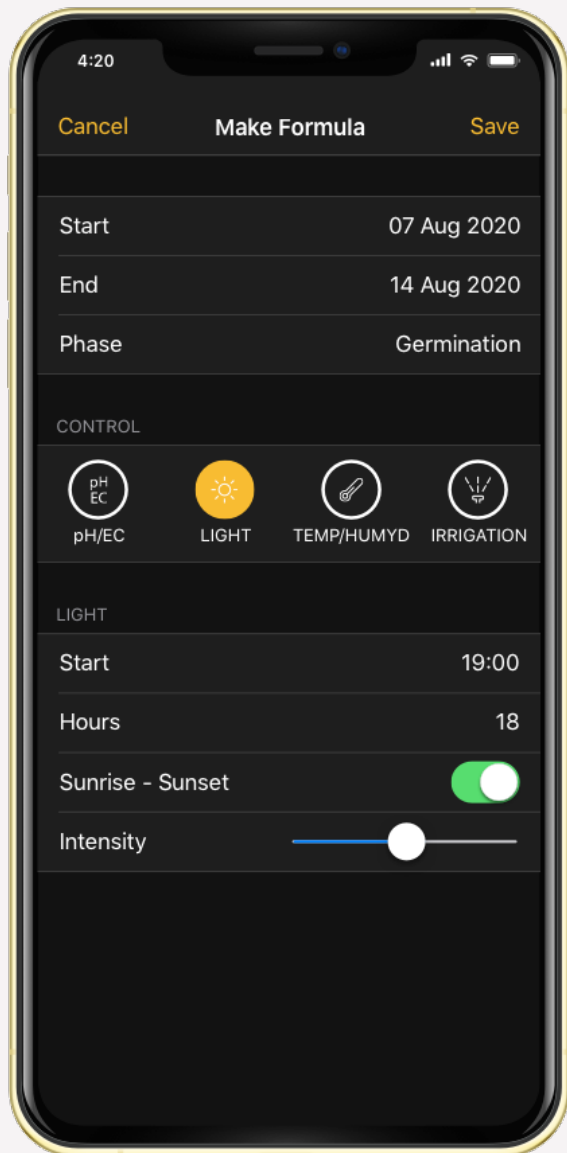 4:20
Cancel Make Formula Save
Start 07 Aug 2020
End 14 Aug 2020
Phase Germination
CONTROL
pH
EC
pH/EC LIGHT TEMP/HUMYD IRRIGATION
LIGHT
Start 19:00
Hours 18
Sunrise - Sunset
Intensity